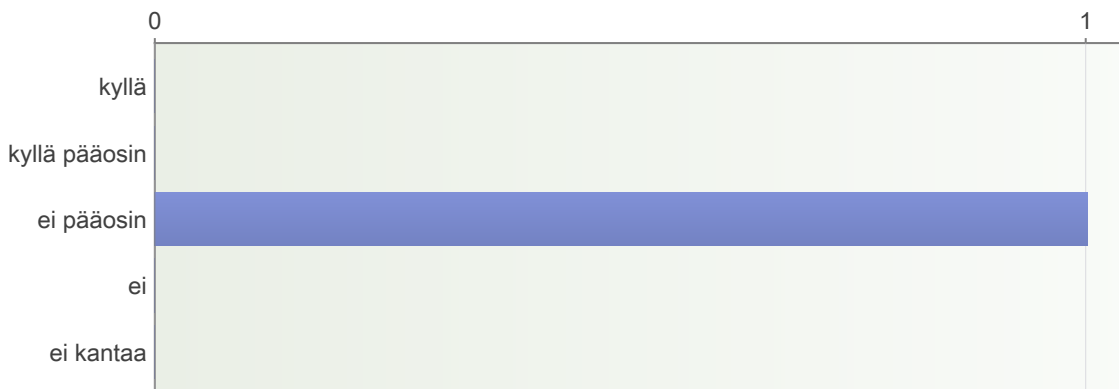 0 1
kyllä
kyllä pääosin
ei pääosin
ei
ei kantaa